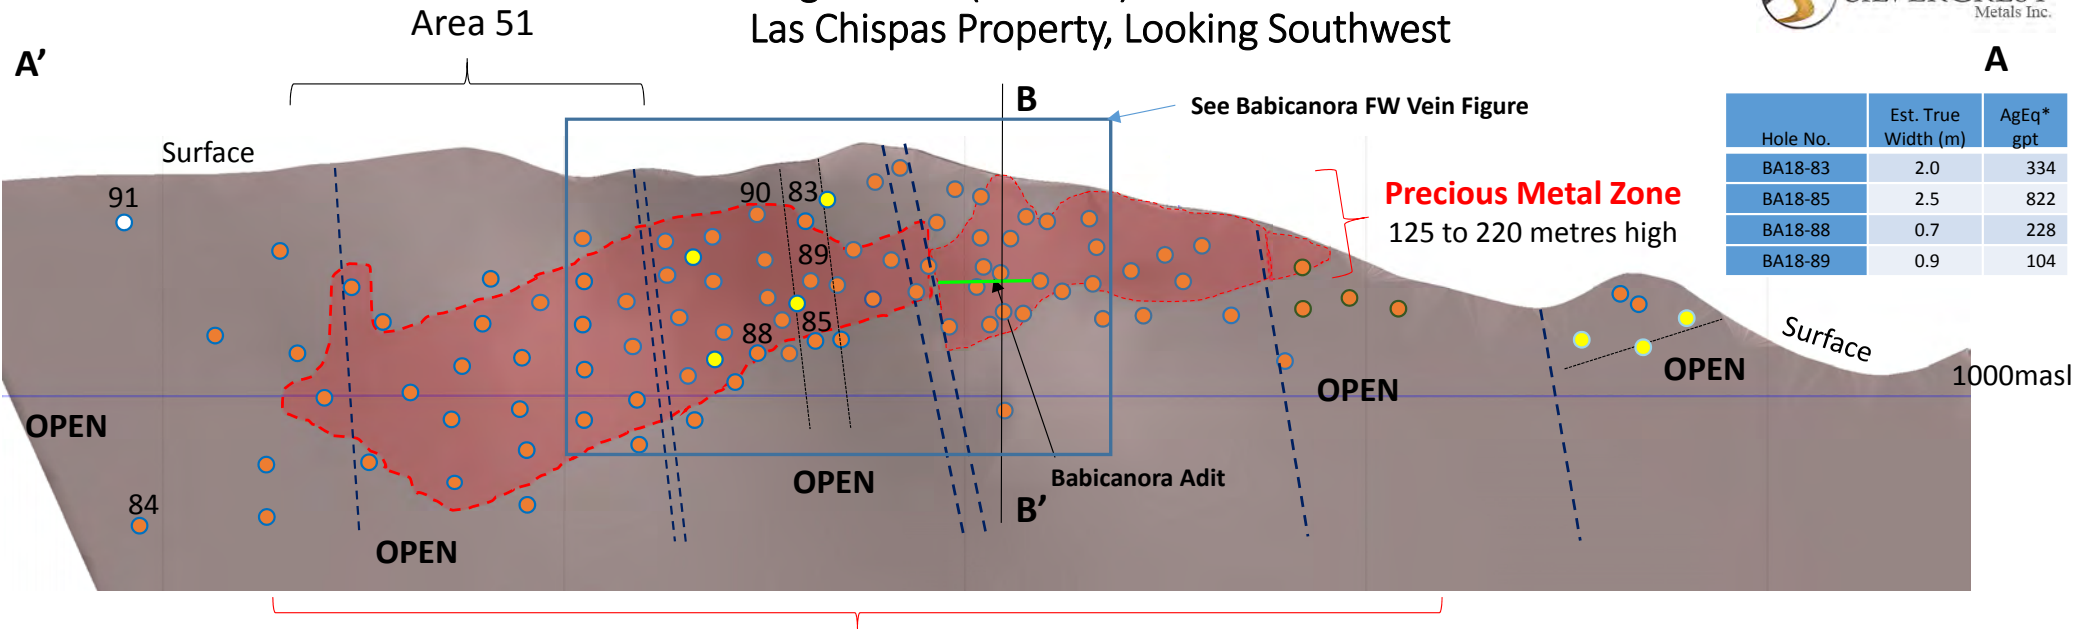 Area 51
Las Chispas Property, Looking Southwest
Metals Inc.
A’
A
B
See Babicanora FW Vein Figure
Hole No.
Est. True Width (m)
AgEq* gpt
BA18-83 2.0 334
BA18-85 2.5 822
BA18-88 0.7 228
BA18-89 0.9 104
Surface
91
90
83
Precious Metal Zone
125 to 220 metres high
89
85
88
Surface
OPEN
1000masl
OPEN
OPEN
Babicanora Adit
OPEN
84
B’
OPEN